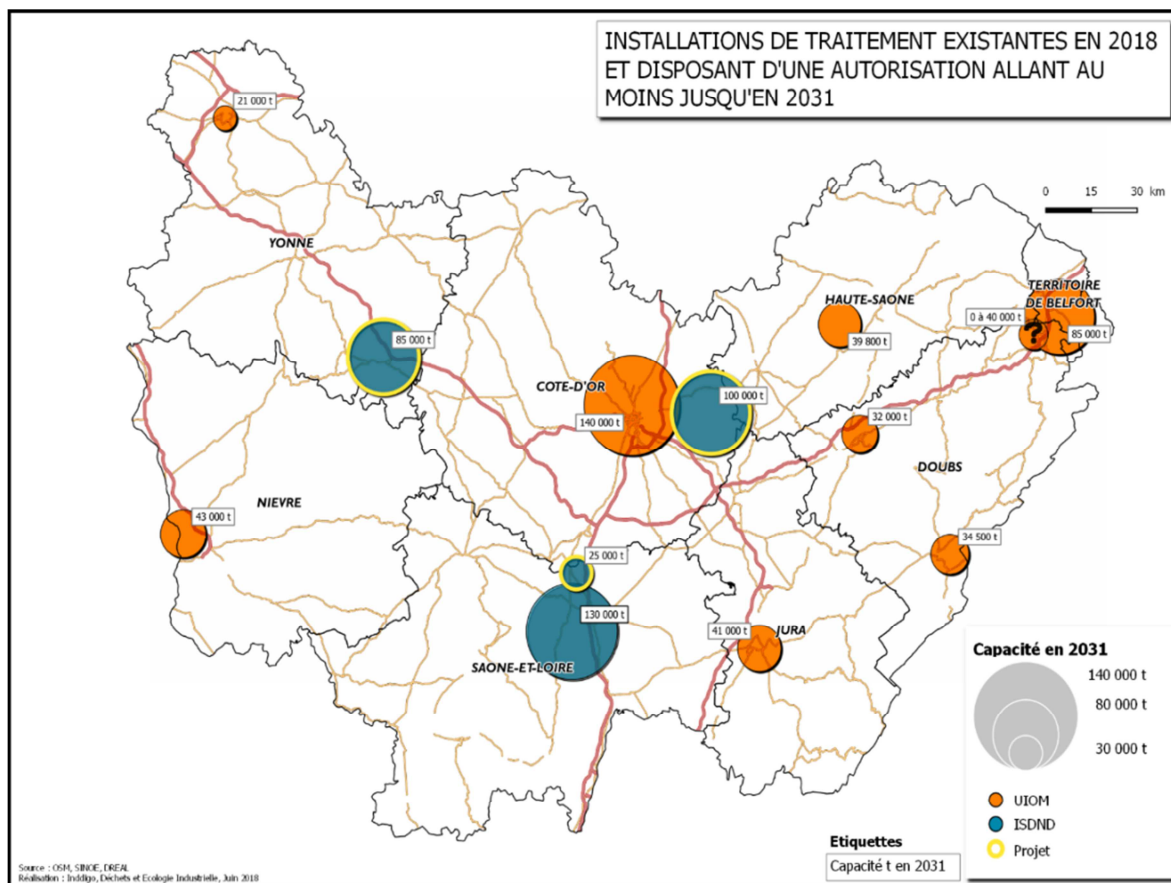 INSTALLATIONS DE TRAITEMENT EXISTANTES EN 2018
ET DISPOSANT D'UNE AUTORISATION ALLANT AU
MOINS JUSQU'EN 2031
21 000 t
0 15 30 km
YONNE
HAUTE-SAONE
TERRITOIRE
DE BELFORT
0 à 40 000 t
?
85 000 t
39 800 t
85 000 t
COTE-D'OR
100 000 t
140 000 t
32 000 t
DOUBS
NIEVRE
43 000 t
34 500 t
25 000 t
130 000 t
41 000 t
JURA
SAONE-ET-LOIRE
Capacité en 2031
140 000 t
80 000 t
30 000 t
UIOM
ISDND
Projet
Etiquettes
Capacité t en 2031
Source : OSM, SINOE, DREAL
Réalisation : Inddigo, Déchets et Ecologie Industrielle, Juin 2018